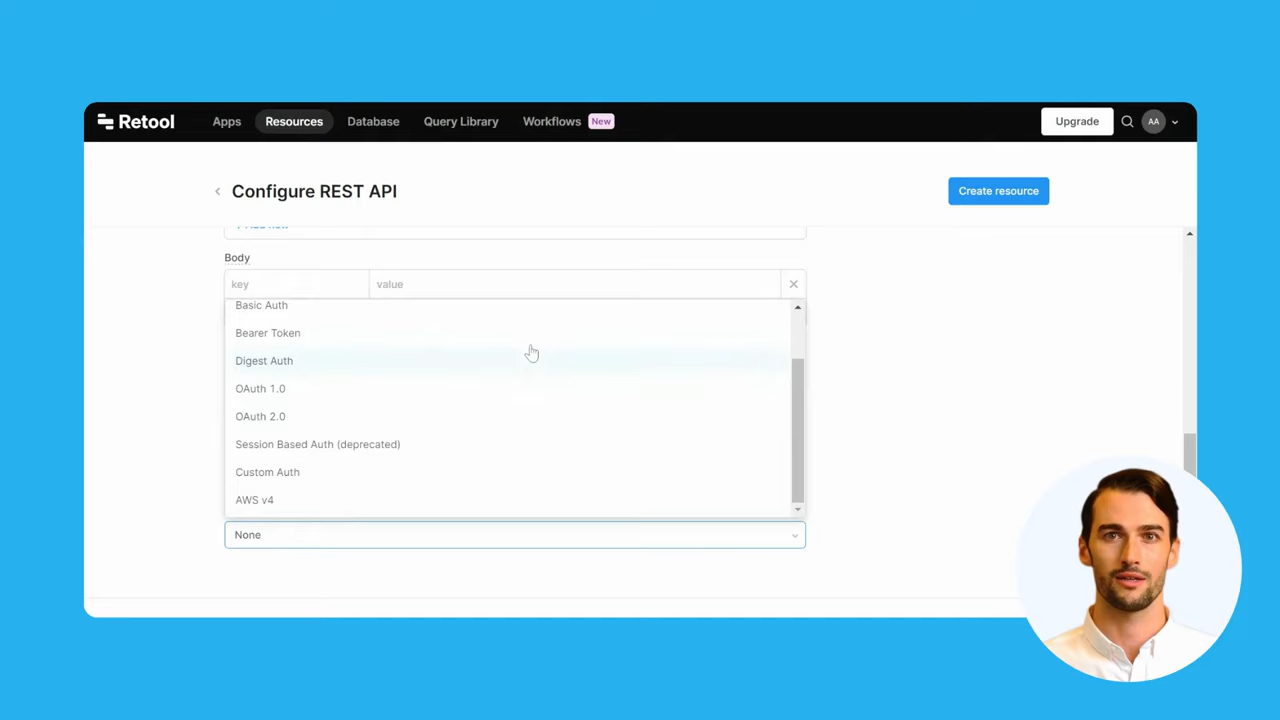 Retool
Apps
Resources
Database
Query Library
Workflows
New
Upgrade
AA
Configure REST API
Create resource
Body
key
value
Basic Auth
Bearer Token
Digest Auth
OAuth 1.0
OAuth 2.0
Session Based Auth (deprecated)
Custom Auth
AWS v4
None